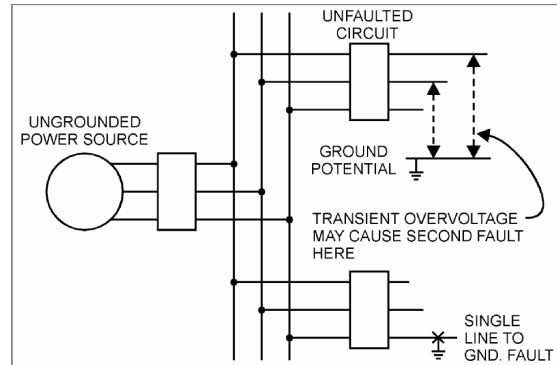 UNFAULTED
CIRCUIT
UNGROUNDED
POWER SOURCE
GROUND
POTENTIAL
TRANSIENT OVERVOLTAGE
MAY CAUSE SECOND FAULT
HERE
SINGLE
LINE TO
GND. FAULT